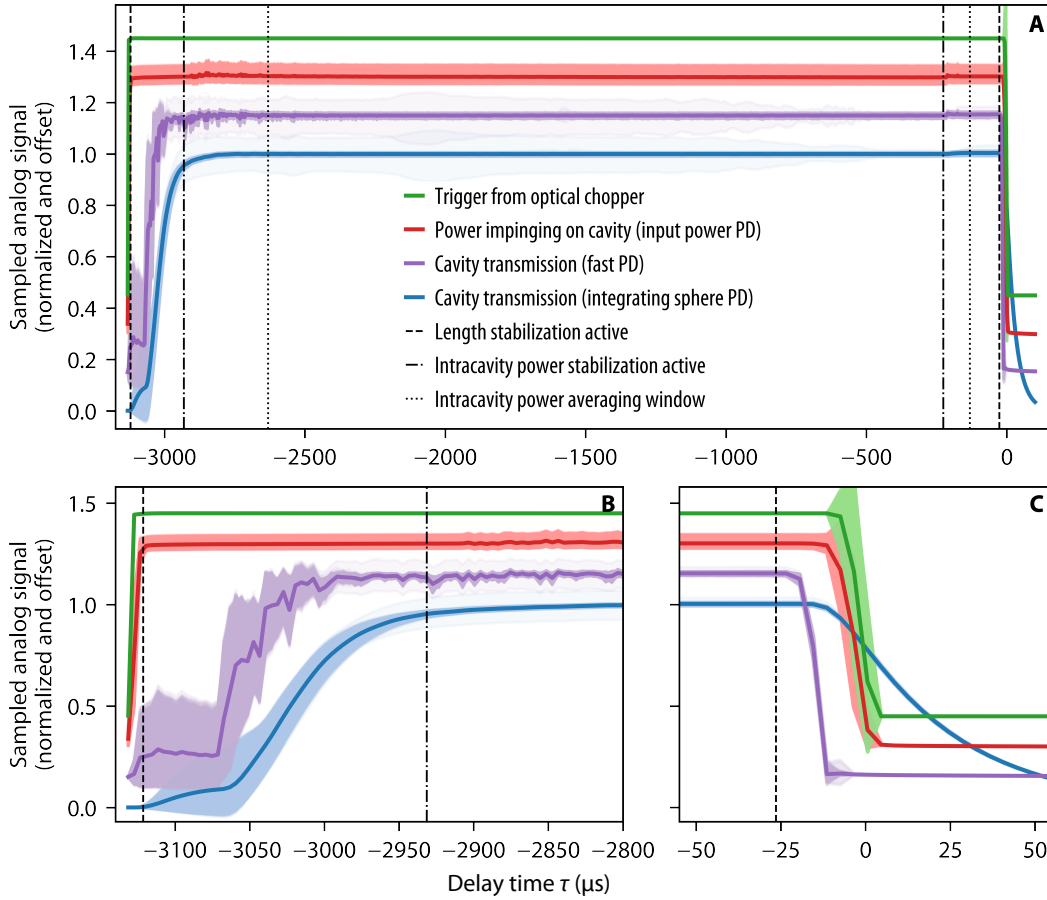 A
Sampled analog signal
(normalized and offset)
1.4
1.2
1.0
0.8
0.6
0.4
0.2
0.0
Trigger from optical chopper
Power impinging on cavity (input power PD)
Cavity transmission (fast PD)
Cavity transmission (integrating sphere PD)
Length stabilization active
Intracavity power stabilization active
Intracavity power averaging window
−3000 −2500 −2000 −1500 −1000 −500 0
B
C
Sampled analog signal
(normalized and offset)
1.5
1.0
0.5
0.0
−3100 −3050 −3000 −2950 −2900 −2850 −2800
−50 −25 0 25 50
Delay time τ (μs)